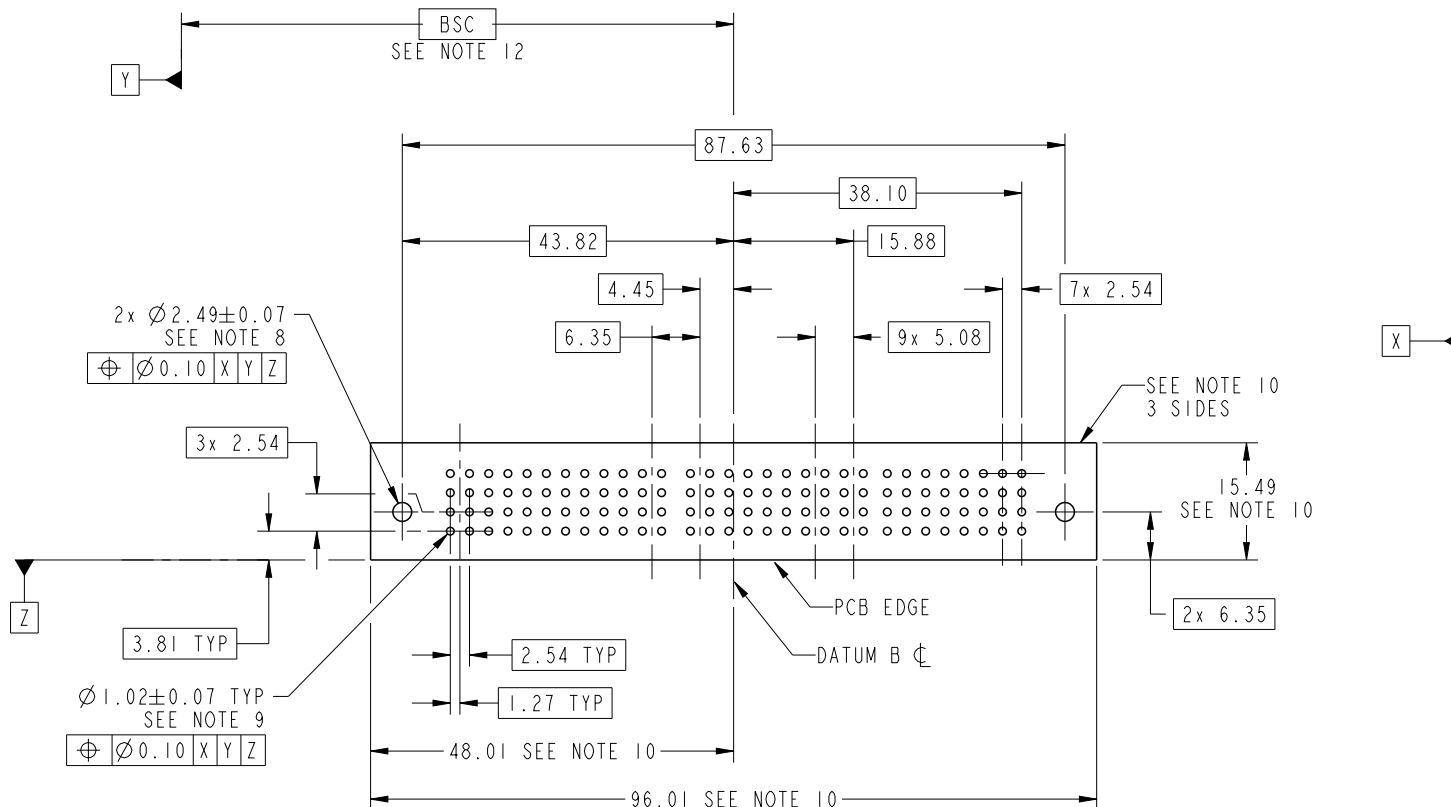 BSC
SEE NOTE 12
Y
87.63
38.10
43.82
15.88
4.45
7x 2.54
2x Ø2.49±0.07
SEE NOTE 8
⌖ Ø0.10 X Y Z
6.35
9x 5.08
X
SEE NOTE 10
3 SIDES
3x 2.54
15.49
SEE NOTE 10
Z
PCB EDGE
2x 6.35
3.81 TYP
2.54 TYP
DATUM B ℄
Ø1.02±0.07 TYP
SEE NOTE 9
⌖ Ø0.10 X Y Z
1.27 TYP
48.01 SEE NOTE 10
96.01 SEE NOTE 10